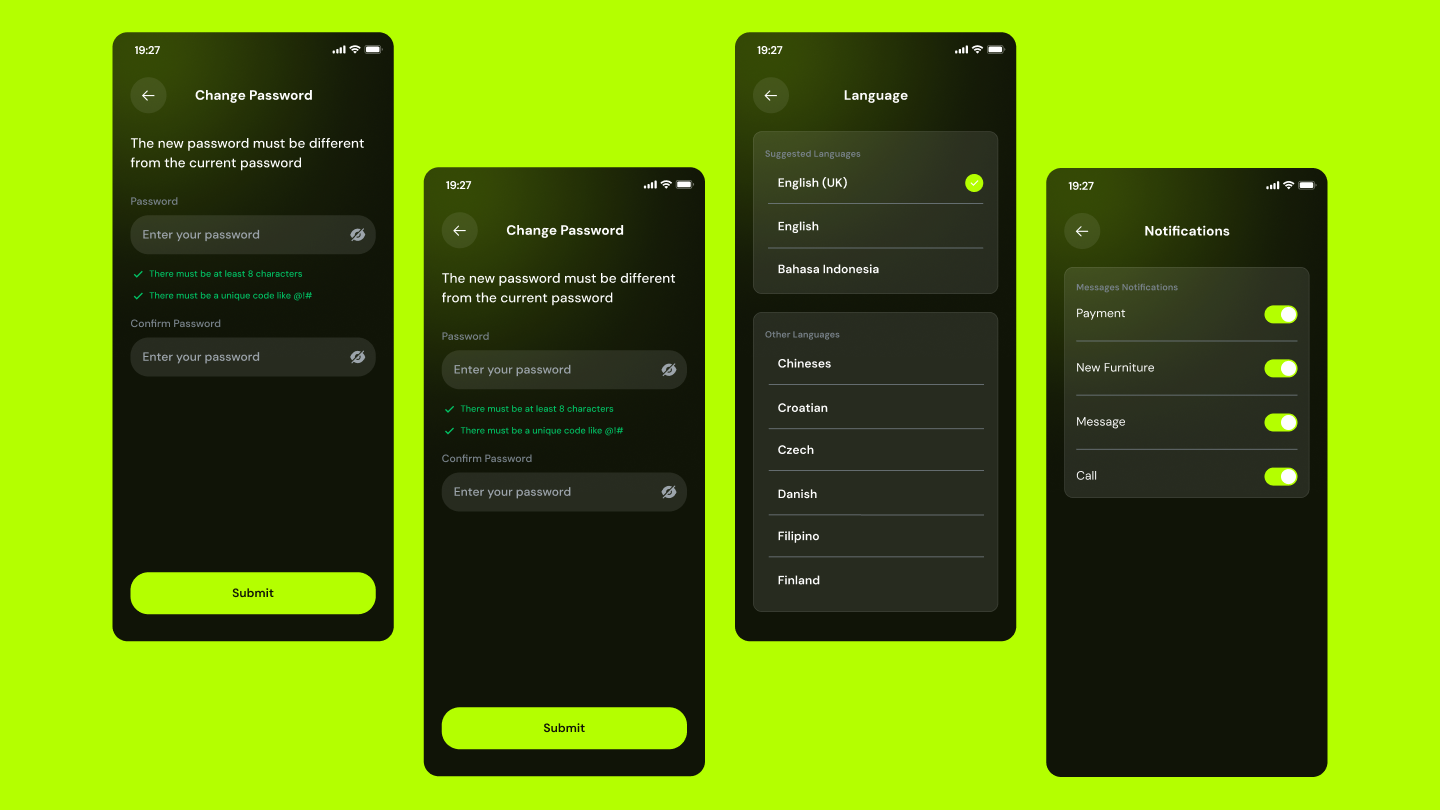 19:27
Change Password
The new password must be different
from the current password
Password
Enter your password
There must be at least 8 characters
There must be a unique code like @!#
Confirm Password
Enter your password
Submit
19:27
Change Password
The new password must be different
from the current password
Password
Enter your password
There must be at least 8 characters
There must be a unique code like @!#
Confirm Password
Enter your password
Submit
19:27
Language
Suggested Languages
English (UK)
English
Bahasa Indonesia
Other Languages
Chineses
Croatian
Czech
Danish
Filipino
Finland
19:27
Notifications
Messages Notifications
Payment
New Furniture
Message
Call